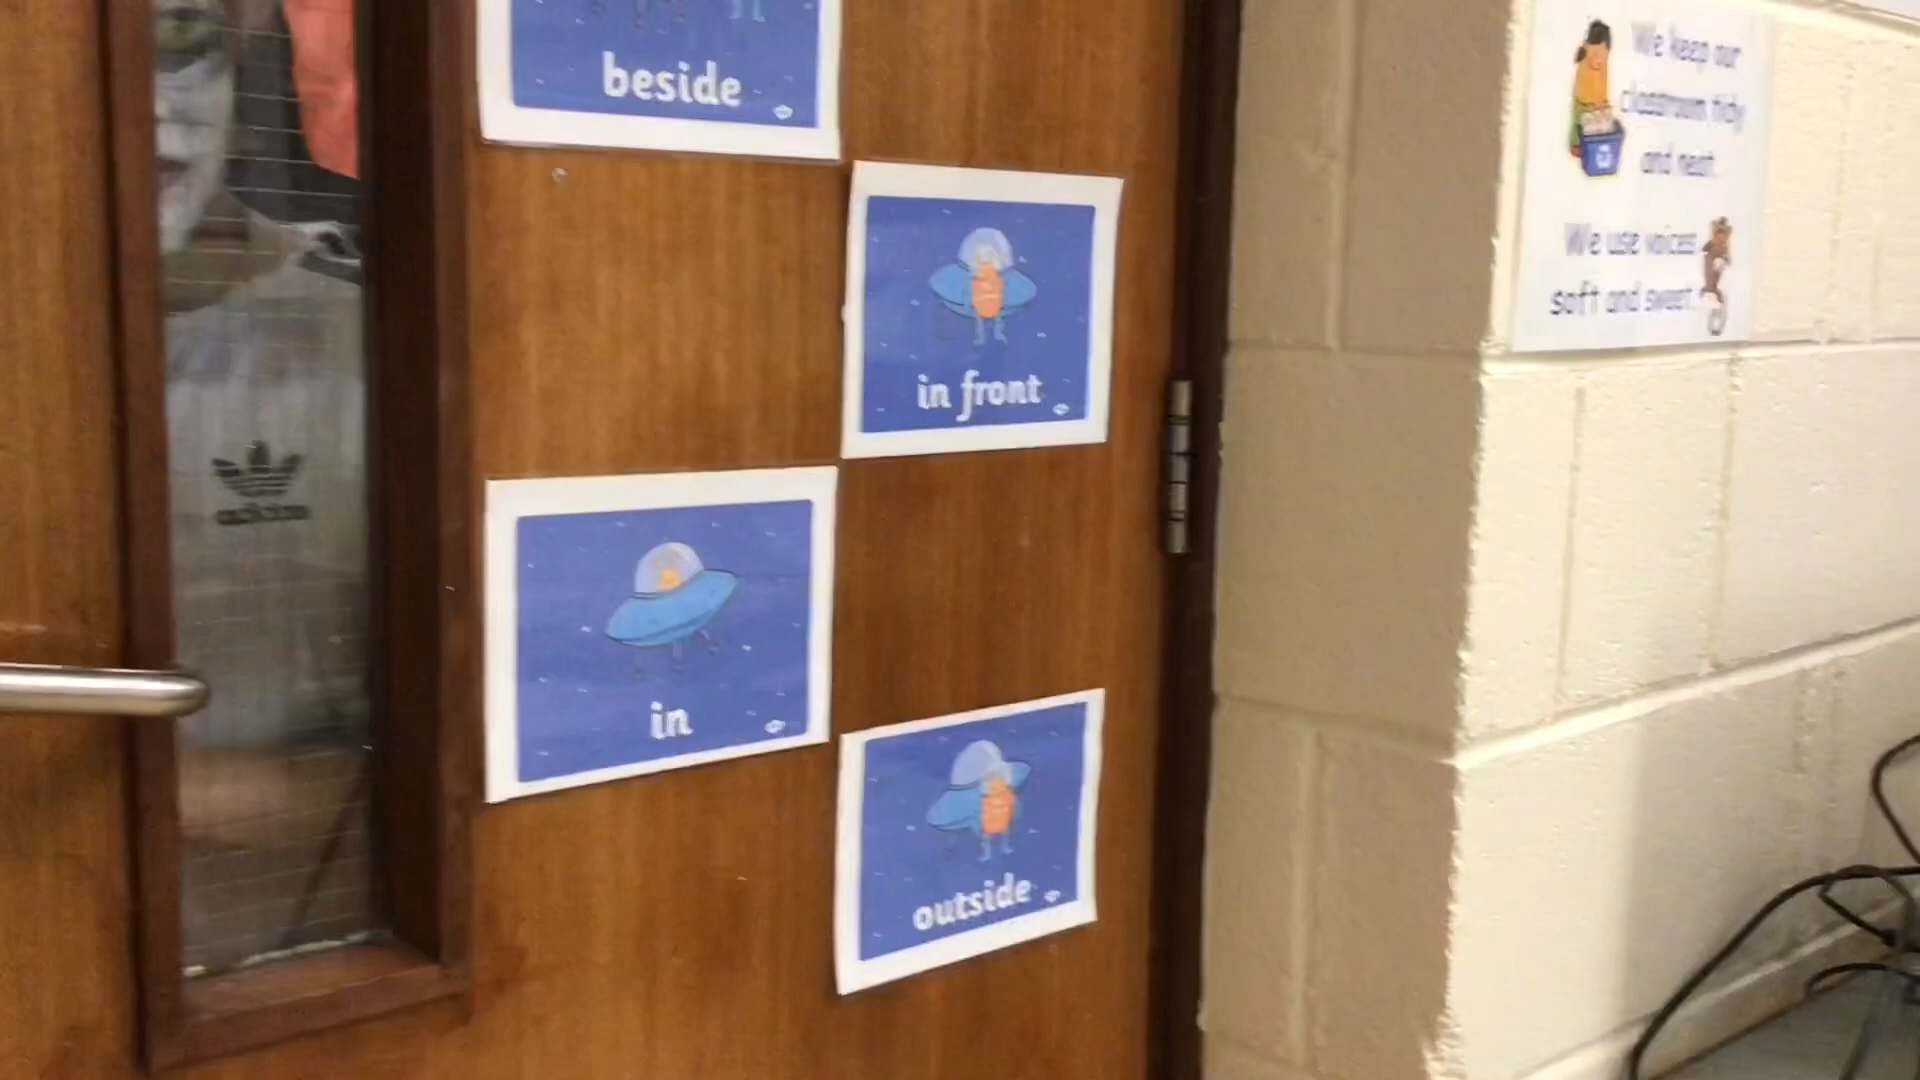 beside
in front
in
outside
We keep our
classroom tidy
and neat.
We use voices
soft and sweet.
adidas